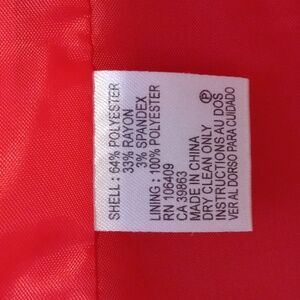 SHELL : 64% POLYESTER
33% RAYON
3% SPANDEX
LINING : 100% POLYESTER
RN 106409
CA 39863
MADE IN CHINA
DRY CLEAN ONLY Ⓟ
INSTRUCTIONS AU DOS
VER AL DORSO PARA CUIDADO